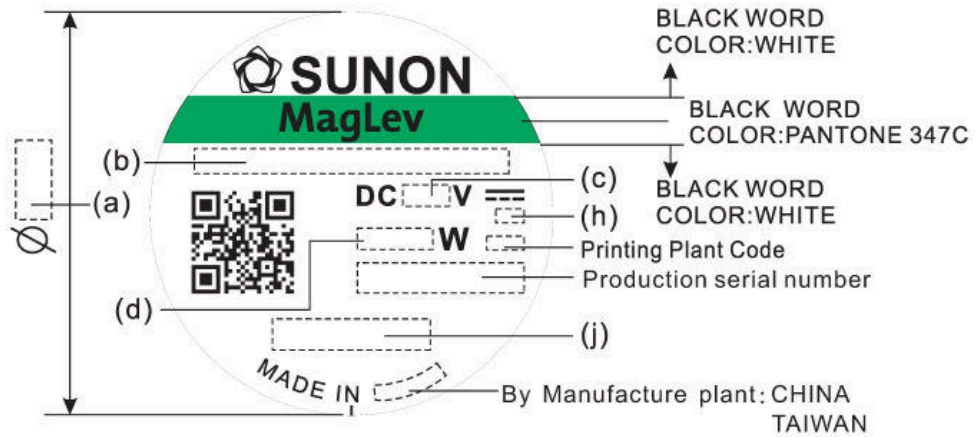 BLACK WORD
COLOR:WHITE
SUNON
MagLev
BLACK WORD
COLOR:PANTONE 347C
(b)
(c)
DC V
BLACK WORD
COLOR:WHITE
(a)
(h)
Ø
W
Printing Plant Code
Production serial number
(d)
(j)
MADE IN
By Manufacture plant: CHINA
TAIWAN